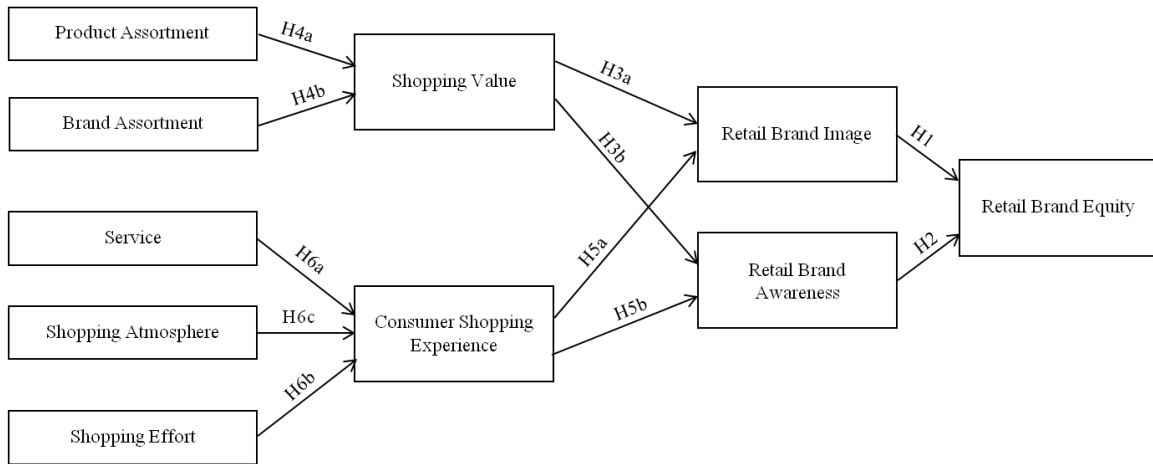 Product Assortment
H4a
Brand Assortment
H4b
Shopping Value
H3a
H3b
Retail Brand Image
H1
Retail Brand Equity
Service
H6a
Shopping Atmosphere
H6c
Shopping Effort
H6b
Consumer Shopping
Experience
H5a
H5b
Retail Brand
Awareness
H2